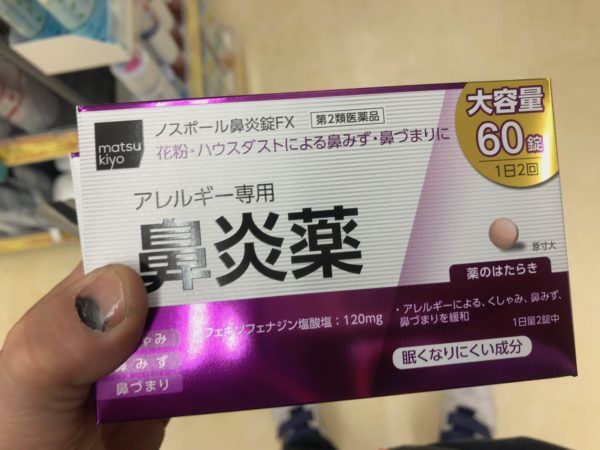 matsu
kiyo
ノスポール鼻炎錠FX
第2類医薬品
花粉・ハウスダストによる鼻みず・鼻づまりに
大容量
60錠
1日2回
アレルギー専用
鼻炎薬
原寸大
薬のはたらき
・アレルギーによる、くしゃみ、鼻みず、
鼻づまりを緩和
フェキソフェナジン塩酸塩：120mg
1日量2錠中
眠くなりにくい成分
鼻みず
鼻づまり